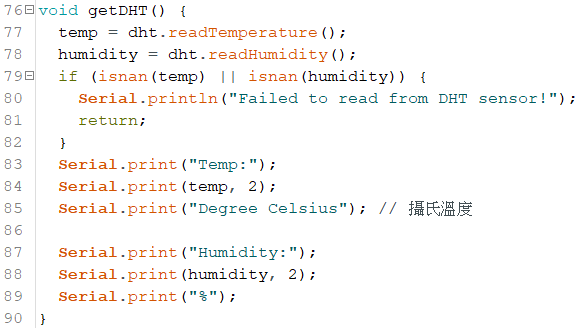 76 void getDHT() {
77   temp = dht.readTemperature();
78   humidity = dht.readHumidity();
79   if (isnan(temp) || isnan(humidity)) {
80     Serial.println("Failed to read from DHT sensor!");
81     return;
82   }
83   Serial.print("Temp:");
84   Serial.print(temp, 2);
85   Serial.print("Degree Celsius"); // 攝氏溫度
86
87   Serial.print("Humidity:");
88   Serial.print(humidity, 2);
89   Serial.print("%");
90 }